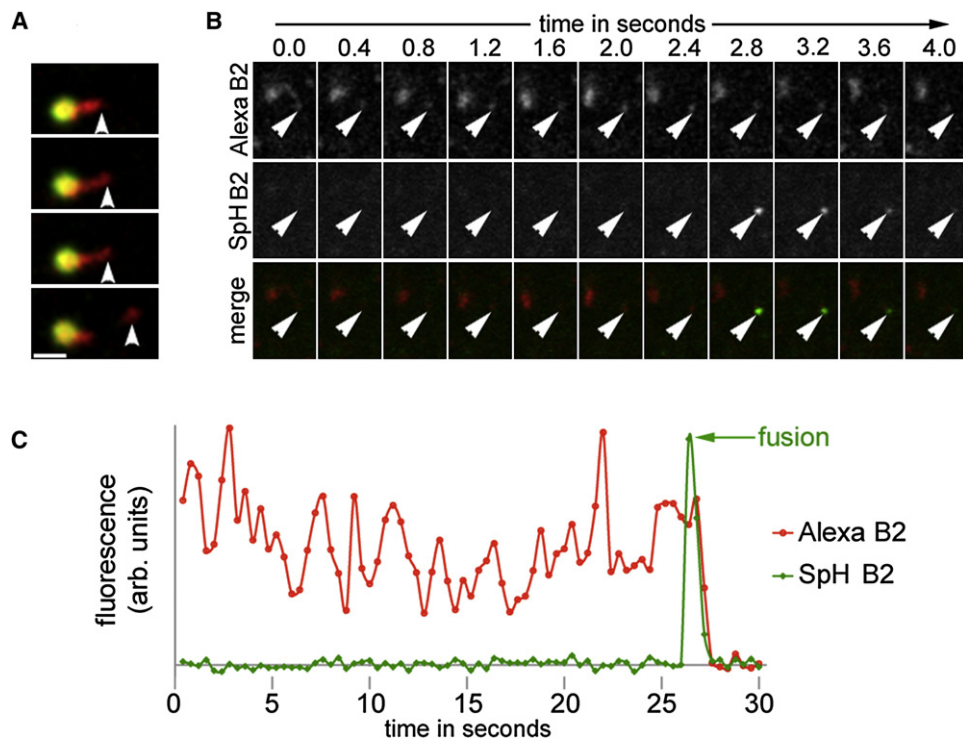 A
B
time in seconds
0.0 0.4 0.8 1.2 1.6 2.0 2.4 2.8 3.2 3.6 4.0
Alexa B2
SpH B2
merge
C
fluorescence
(arb. units)
fusion
Alexa B2
SpH B2
0 5 10 15 20 25 30
time in seconds